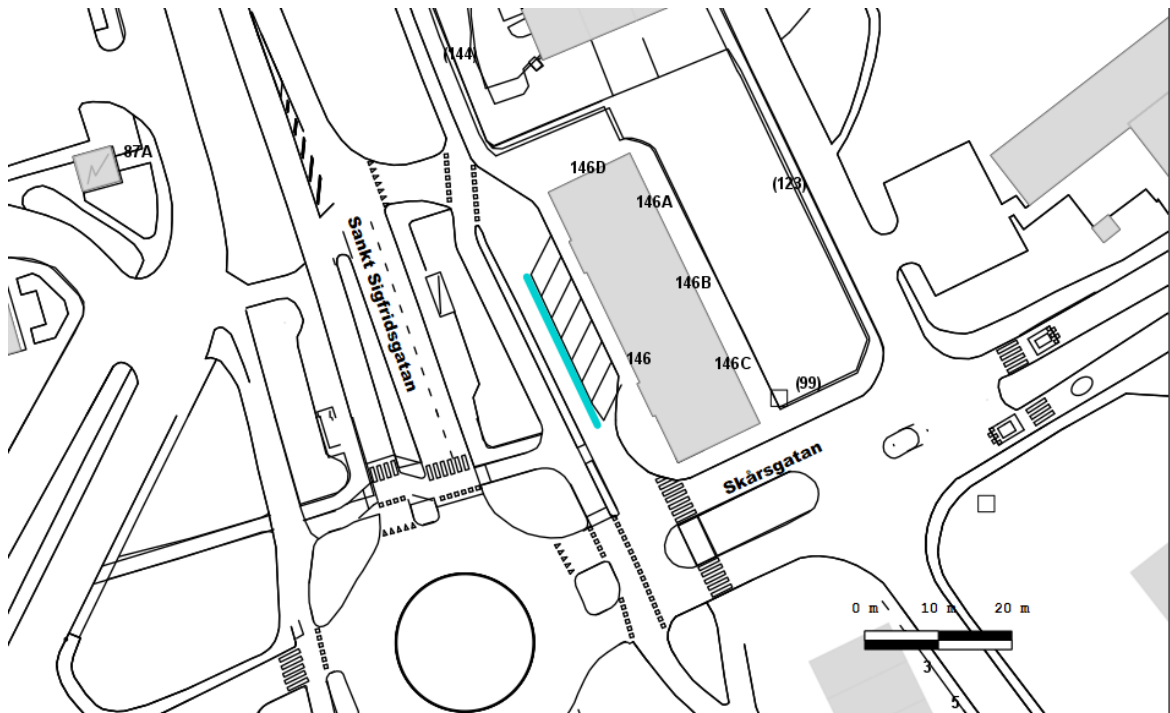 (144)
87A
146D
(123)
146A
Sankt Sigfridsgatan
146B
146
146C
(99)
Skårsgatan
0 m 10 m 20 m
3
5